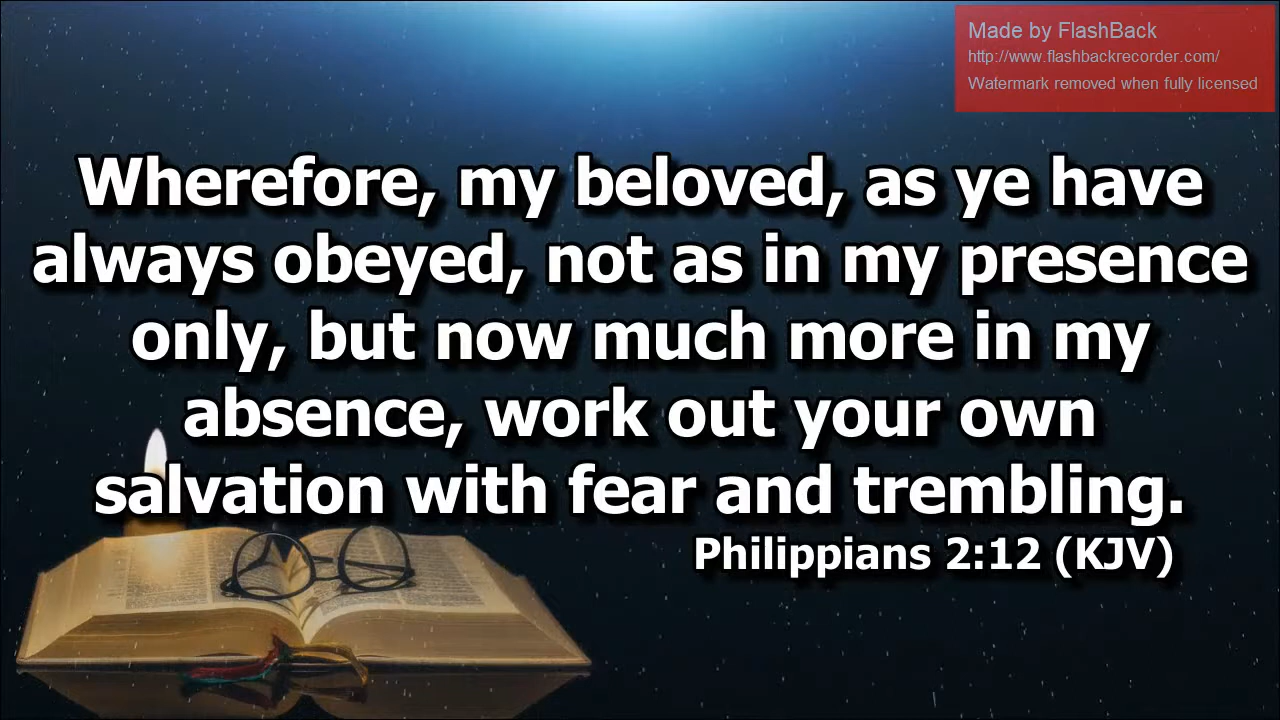 Made by FlashBack
http://www.flashbackrecorder.com/
Watermark removed when fully licensed
Wherefore, my beloved, as ye have
always obeyed, not as in my presence
only, but now much more in my
absence, work out your own
salvation with fear and trembling.
Philippians 2:12 (KJV)